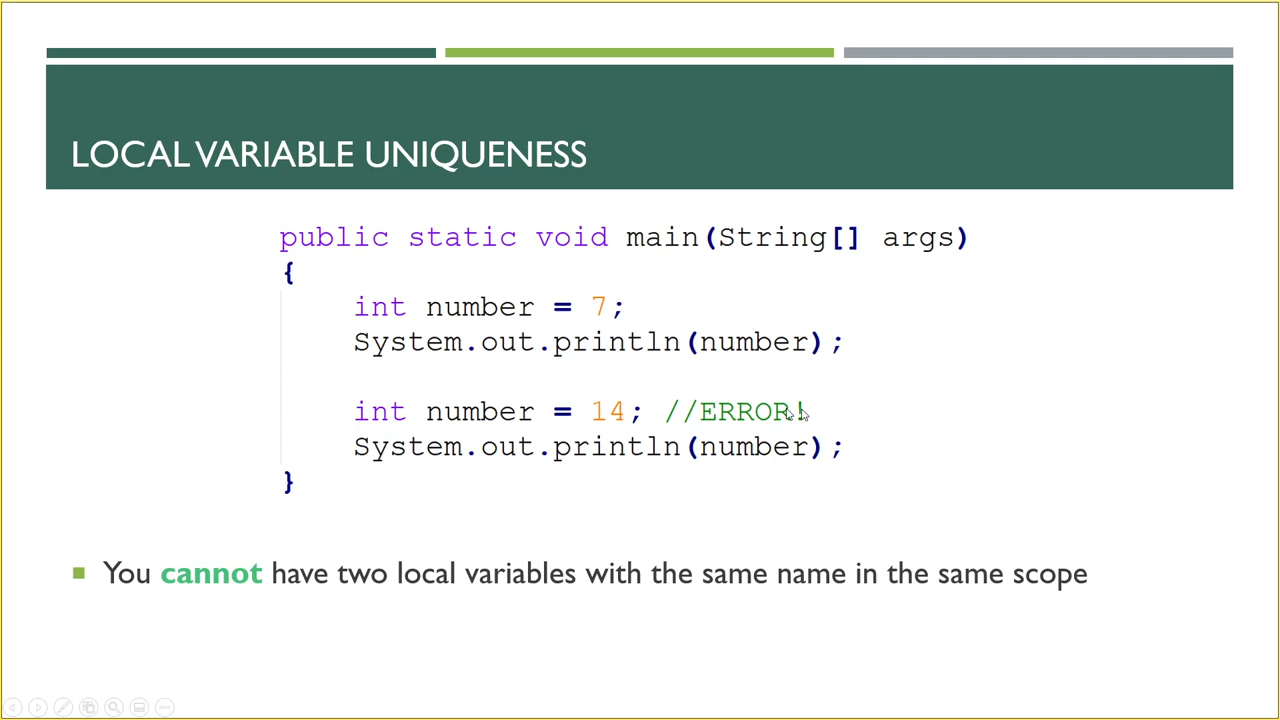 LOCAL VARIABLE UNIQUENESS
public static void main(String[] args)
{
int number = 7;
System.out.println(number);
int number = 14; //ERROR!
System.out.println(number);
}
You cannot have two local variables with the same name in the same scope